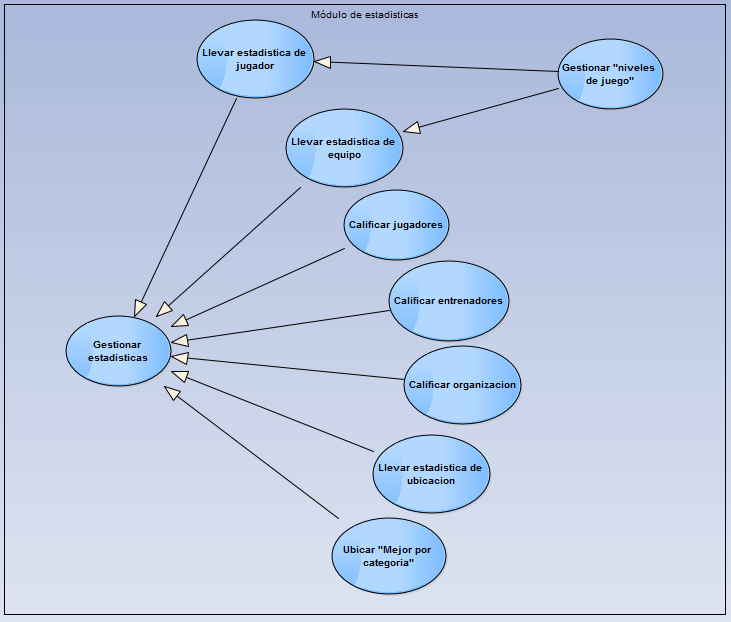 Módulo de estadisticas
Llevar estadistica de
jugador
Gestionar "niveles
de juego"
Llevar estadistica de
equipo
Calificar jugadores
Calificar entrenadores
Gestionar
estadisticas
Calificar organizacion
Llevar estadistica de
ubicacion
Ubicar "Mejor por
categoria"